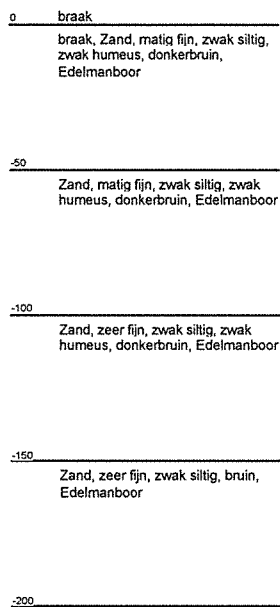 0 braak
braak, Zand, matig fijn, zwak siltig,
zwak humeus, donkerbruin,
Edelmanboor
-50
Zand, matig fijn, zwak siltig, zwak
humeus, donkerbruin, Edelmanboor
-100
Zand, zeer fijn, zwak siltig, zwak
humeus, donkerbruin, Edelmanboor
-150
Zand, zeer fijn, zwak siltig, bruin,
Edelmanboor
-200